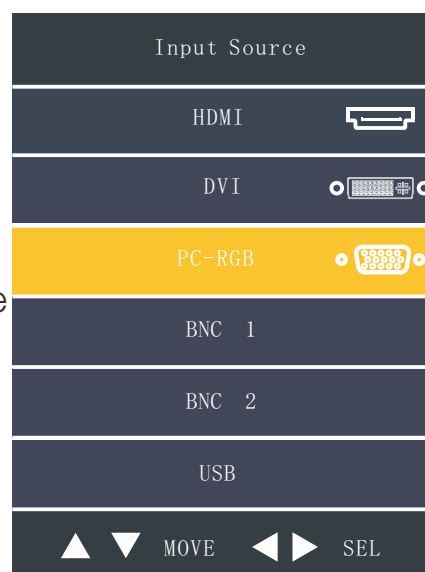 Input Source
HDMI
DVI
PC-RGB
e
BNC 1
BNC 2
USB
MOVE SEL